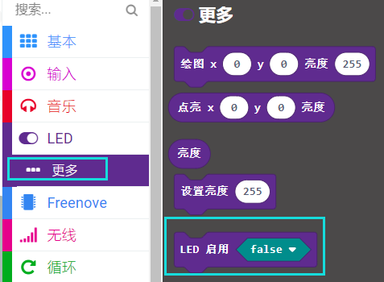 搜索...
基本
输入
音乐
LED
更多
Freenove
无线
循环
更多
绘图 x 0 y 0 亮度 255
点亮 x 0 y 0 亮度
亮度
设置亮度 255
LED 启用 false